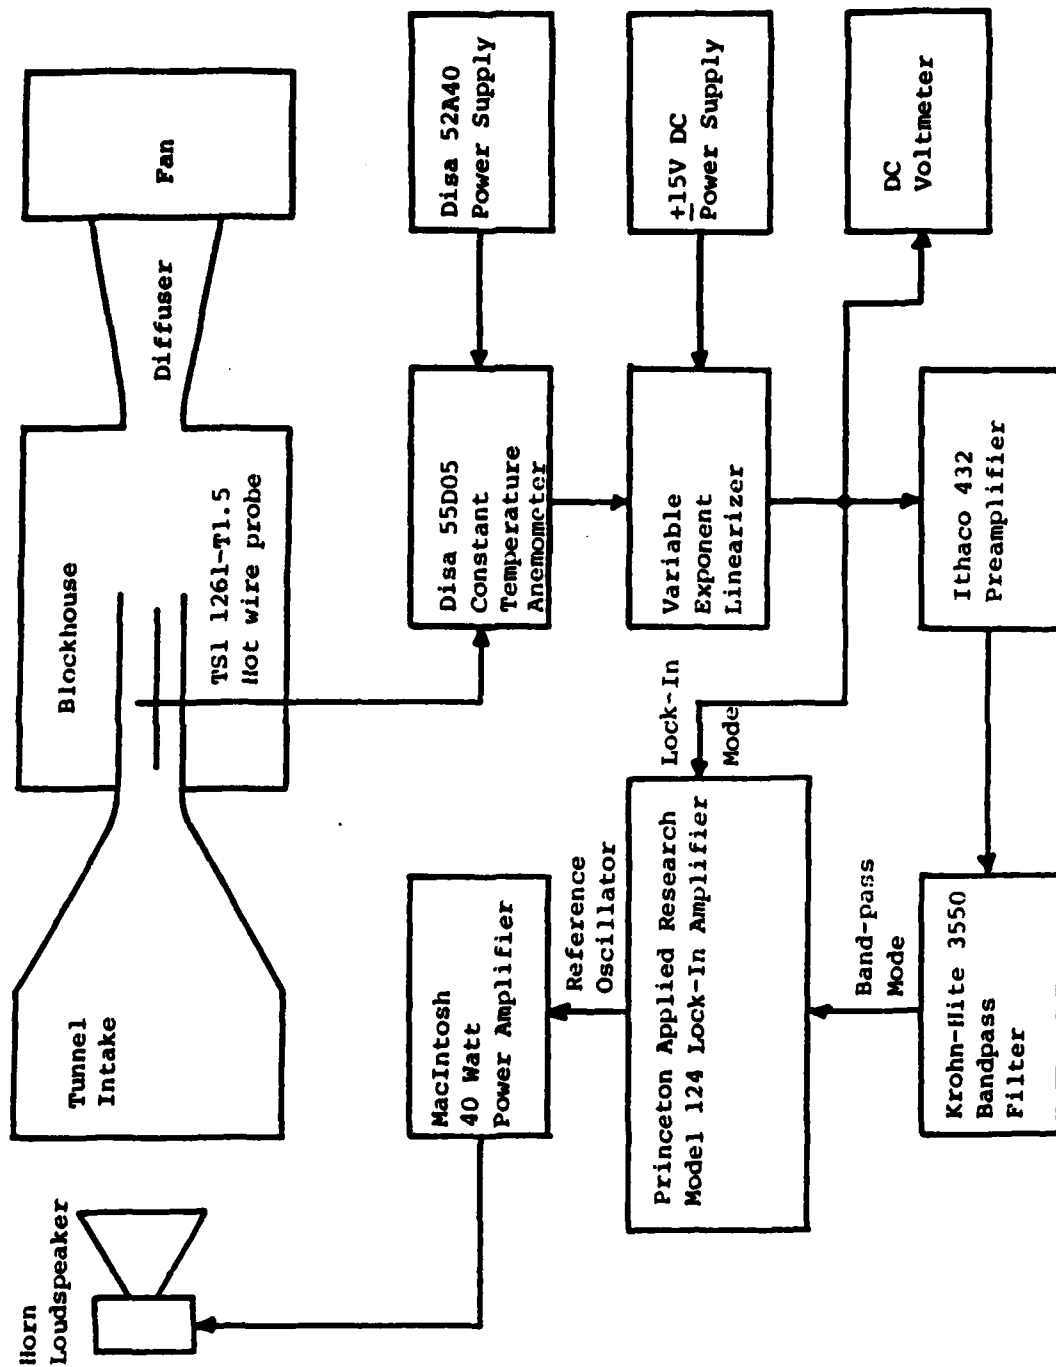 Horn
Loudspeaker
Tunnel
Intake
Blockhouse
TS1 1261-T1.5
Hot wire probe
Diffuser
Fan
MacIntosh
40 Watt
Power Amplifier
Reference
Oscillator
Disa 55D05
Constant
Temperature
Anemometer
Disa 52A40
Power Supply
Princeton Applied Research
Model 124 Lock-In Amplifier
Lock-In
Mode
Variable
Exponent
Linearizer
±15V DC
Power Supply
Band-pass
Mode
Krohn-Hite 3550
Bandpass
Filter
Ithaco 432
Preamplifier
DC
Voltmeter